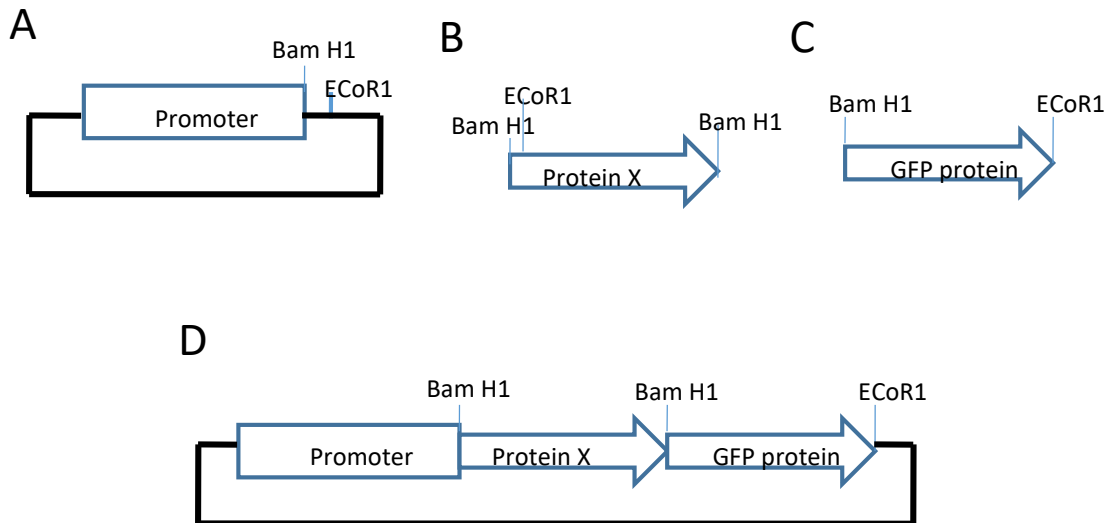 A
Bam H1
ECoR1
Promoter
B
ECoR1
Bam H1
Bam H1
Protein X
C
Bam H1
ECoR1
GFP protein
D
Bam H1
Bam H1
ECoR1
Promoter
Protein X
GFP protein